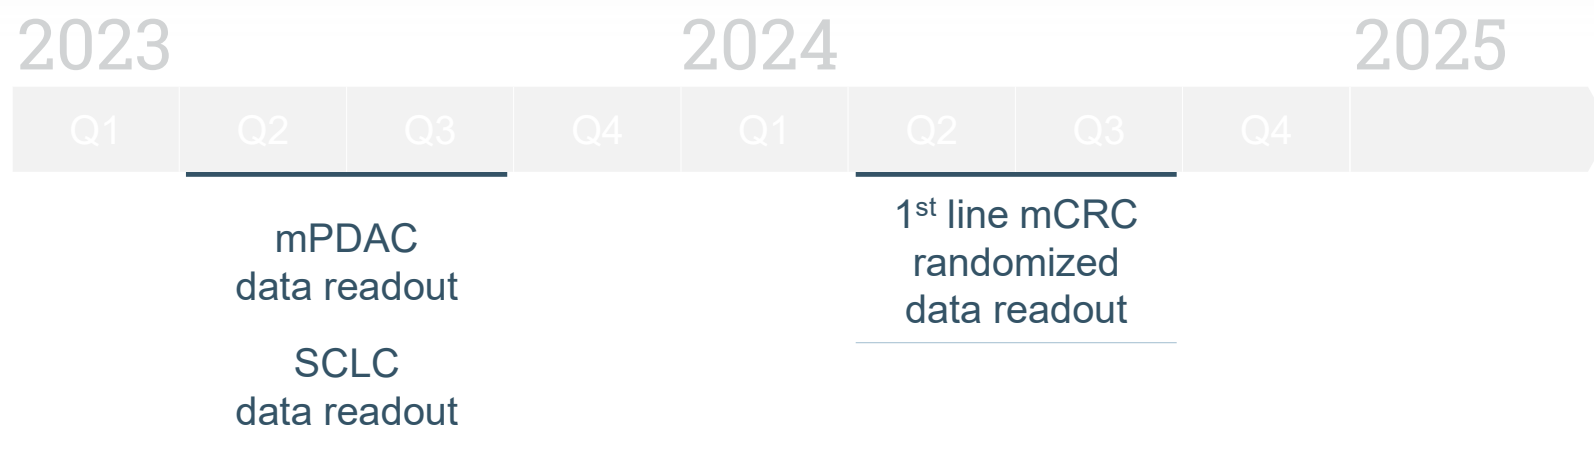 2023 2024 2025
Q1 Q2 Q3 Q4 Q1 Q2 Q3 Q4
mPDAC
data readout
SCLC
data readout
1st line mCRC
randomized
data readout